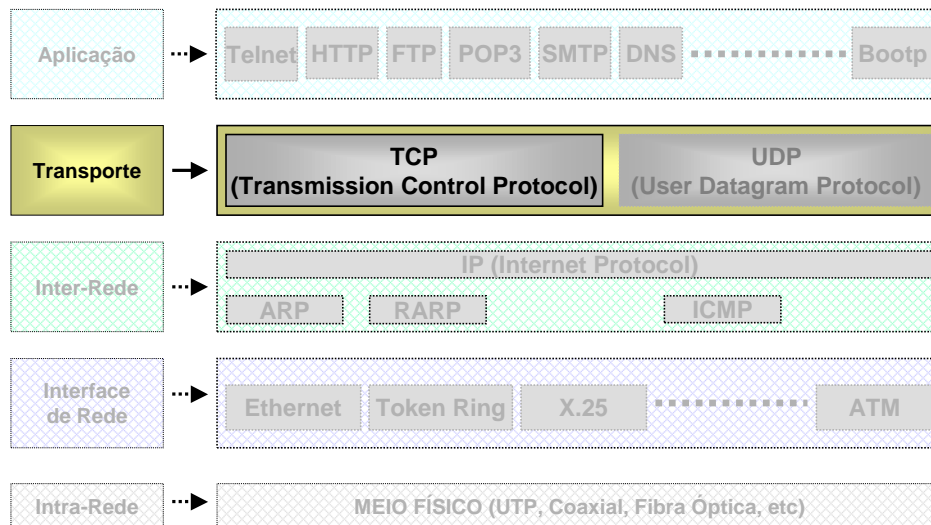 Aplicação
Telnet HTTP FTP POP3 SMTP DNS Bootp
Transporte
TCP
(Transmission Control Protocol)
UDP
(User Datagram Protocol)
Inter-Rede
IP (Internet Protocol)
ARP RARP ICMP
Interface
de Rede
Ethernet Token Ring X.25 ATM
Intra-Rede
MEIO FÍSICO (UTP, Coaxial, Fibra Óptica, etc)